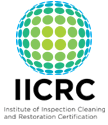 IICRC
Institute of Inspection Cleaning
and Restoration Certification